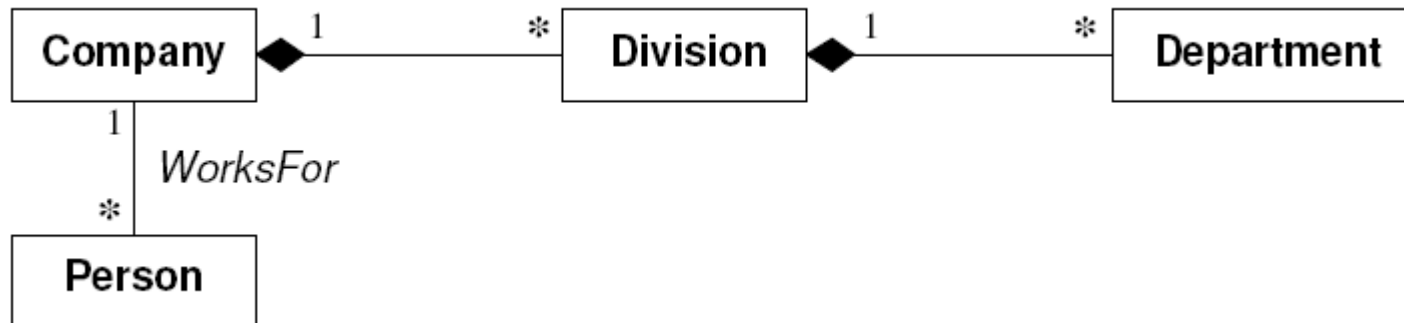 Company 1 * Division 1 * Department
1
WorksFor
*
Person